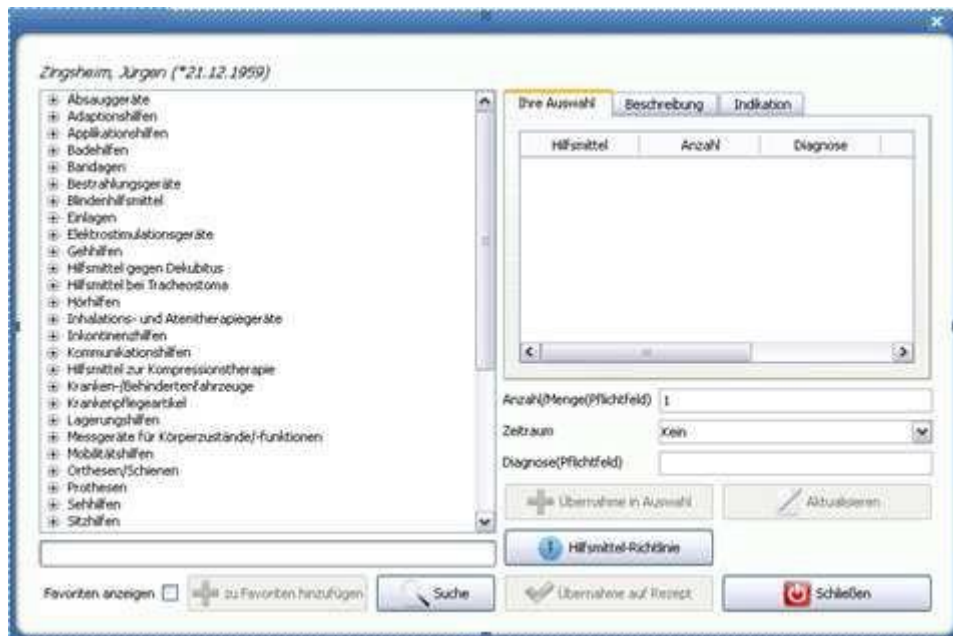 Zingsheim, Jürgen (*21.12.1959)
Absauggeräte
Adaptionshilfen
Applikationshilfen
Badehilfen
Bandagen
Bestrahlungsgeräte
Blindenhilfsmittel
Einlagen
Elektrostimulationsgeräte
Gehhilfen
Hilfsmittel gegen Dekubitus
Hilfsmittel bei Tracheostoma
Hörhilfen
Inhalations- und Atemtherapiegeräte
Inkontinenzhilfen
Kommunikationshilfen
Hilfsmittel zur Kompressionstherapie
Kranken-/Behindertenfahrzeuge
Krankenpflegeartikel
Lagerungshilfen
Messgeräte für Körperzustände/-funktionen
Mobilitätshilfen
Orthesen/Schienen
Prothesen
Sehhilfen
Sitzhilfen
Favoriten anzeigen zu Favoriten hinzufügen Suche
Ihre Auswahl Beschreibung Indikation
Hilfsmittel Anzahl Diagnose
Anzahl/Menge(Pflichtfeld) 1
Zeitraum Kein
Diagnose(Pflichtfeld)
Übernahme in Auswahl Aktualisieren
Hilfsmittel-Richtlinie
Übernahme auf Rezept Schließen